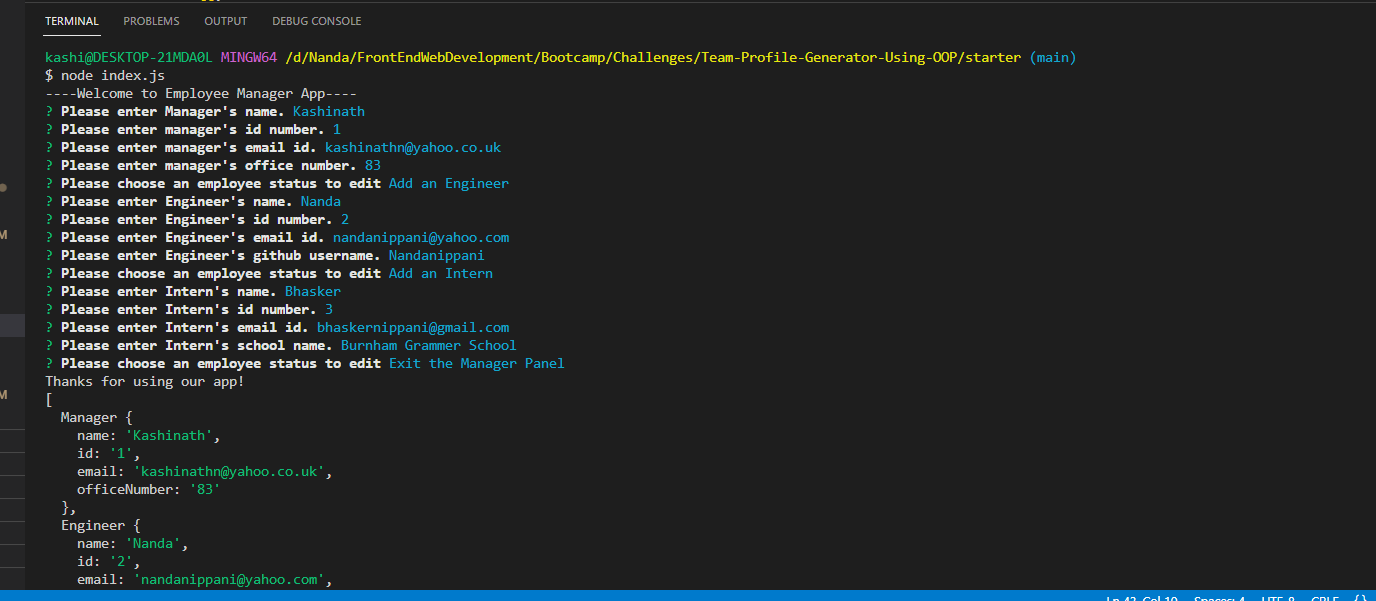 TERMINAL PROBLEMS OUTPUT DEBUG CONSOLE
kashi@DESKTOP-21MDA0L MINGW64 /d/Nanda/FrontEndWebDevelopment/Bootcamp/Challenges/Team-Profile-Generator-Using-OOP/starter (main)
$ node index.js
----Welcome to Employee Manager App----
? Please enter Manager's name. Kashinath
? Please enter manager's id number. 1
? Please enter manager's email id. kashinathn@yahoo.co.uk
? Please enter manager's office number. 83
? Please choose an employee status to edit Add an Engineer
? Please enter Engineer's name. Nanda
? Please enter Engineer's id number. 2
? Please enter Engineer's email id. nandanippani@yahoo.com
? Please enter Engineer's github username. Nandanippani
? Please choose an employee status to edit Add an Intern
? Please enter Intern's name. Bhasker
? Please enter Intern's id number. 3
? Please enter Intern's email id. bhaskernippani@gmail.com
? Please enter Intern's school name. Burnham Grammer School
? Please choose an employee status to edit Exit the Manager Panel
Thanks for using our app!
[
  Manager {
    name: 'Kashinath',
    id: '1',
    email: 'kashinathn@yahoo.co.uk',
    officeNumber: '83'
  },
  Engineer {
    name: 'Nanda',
    id: '2',
    email: 'nandanippani@yahoo.com',
M
M
Spaces: 4 UTF-8 CRLF {}